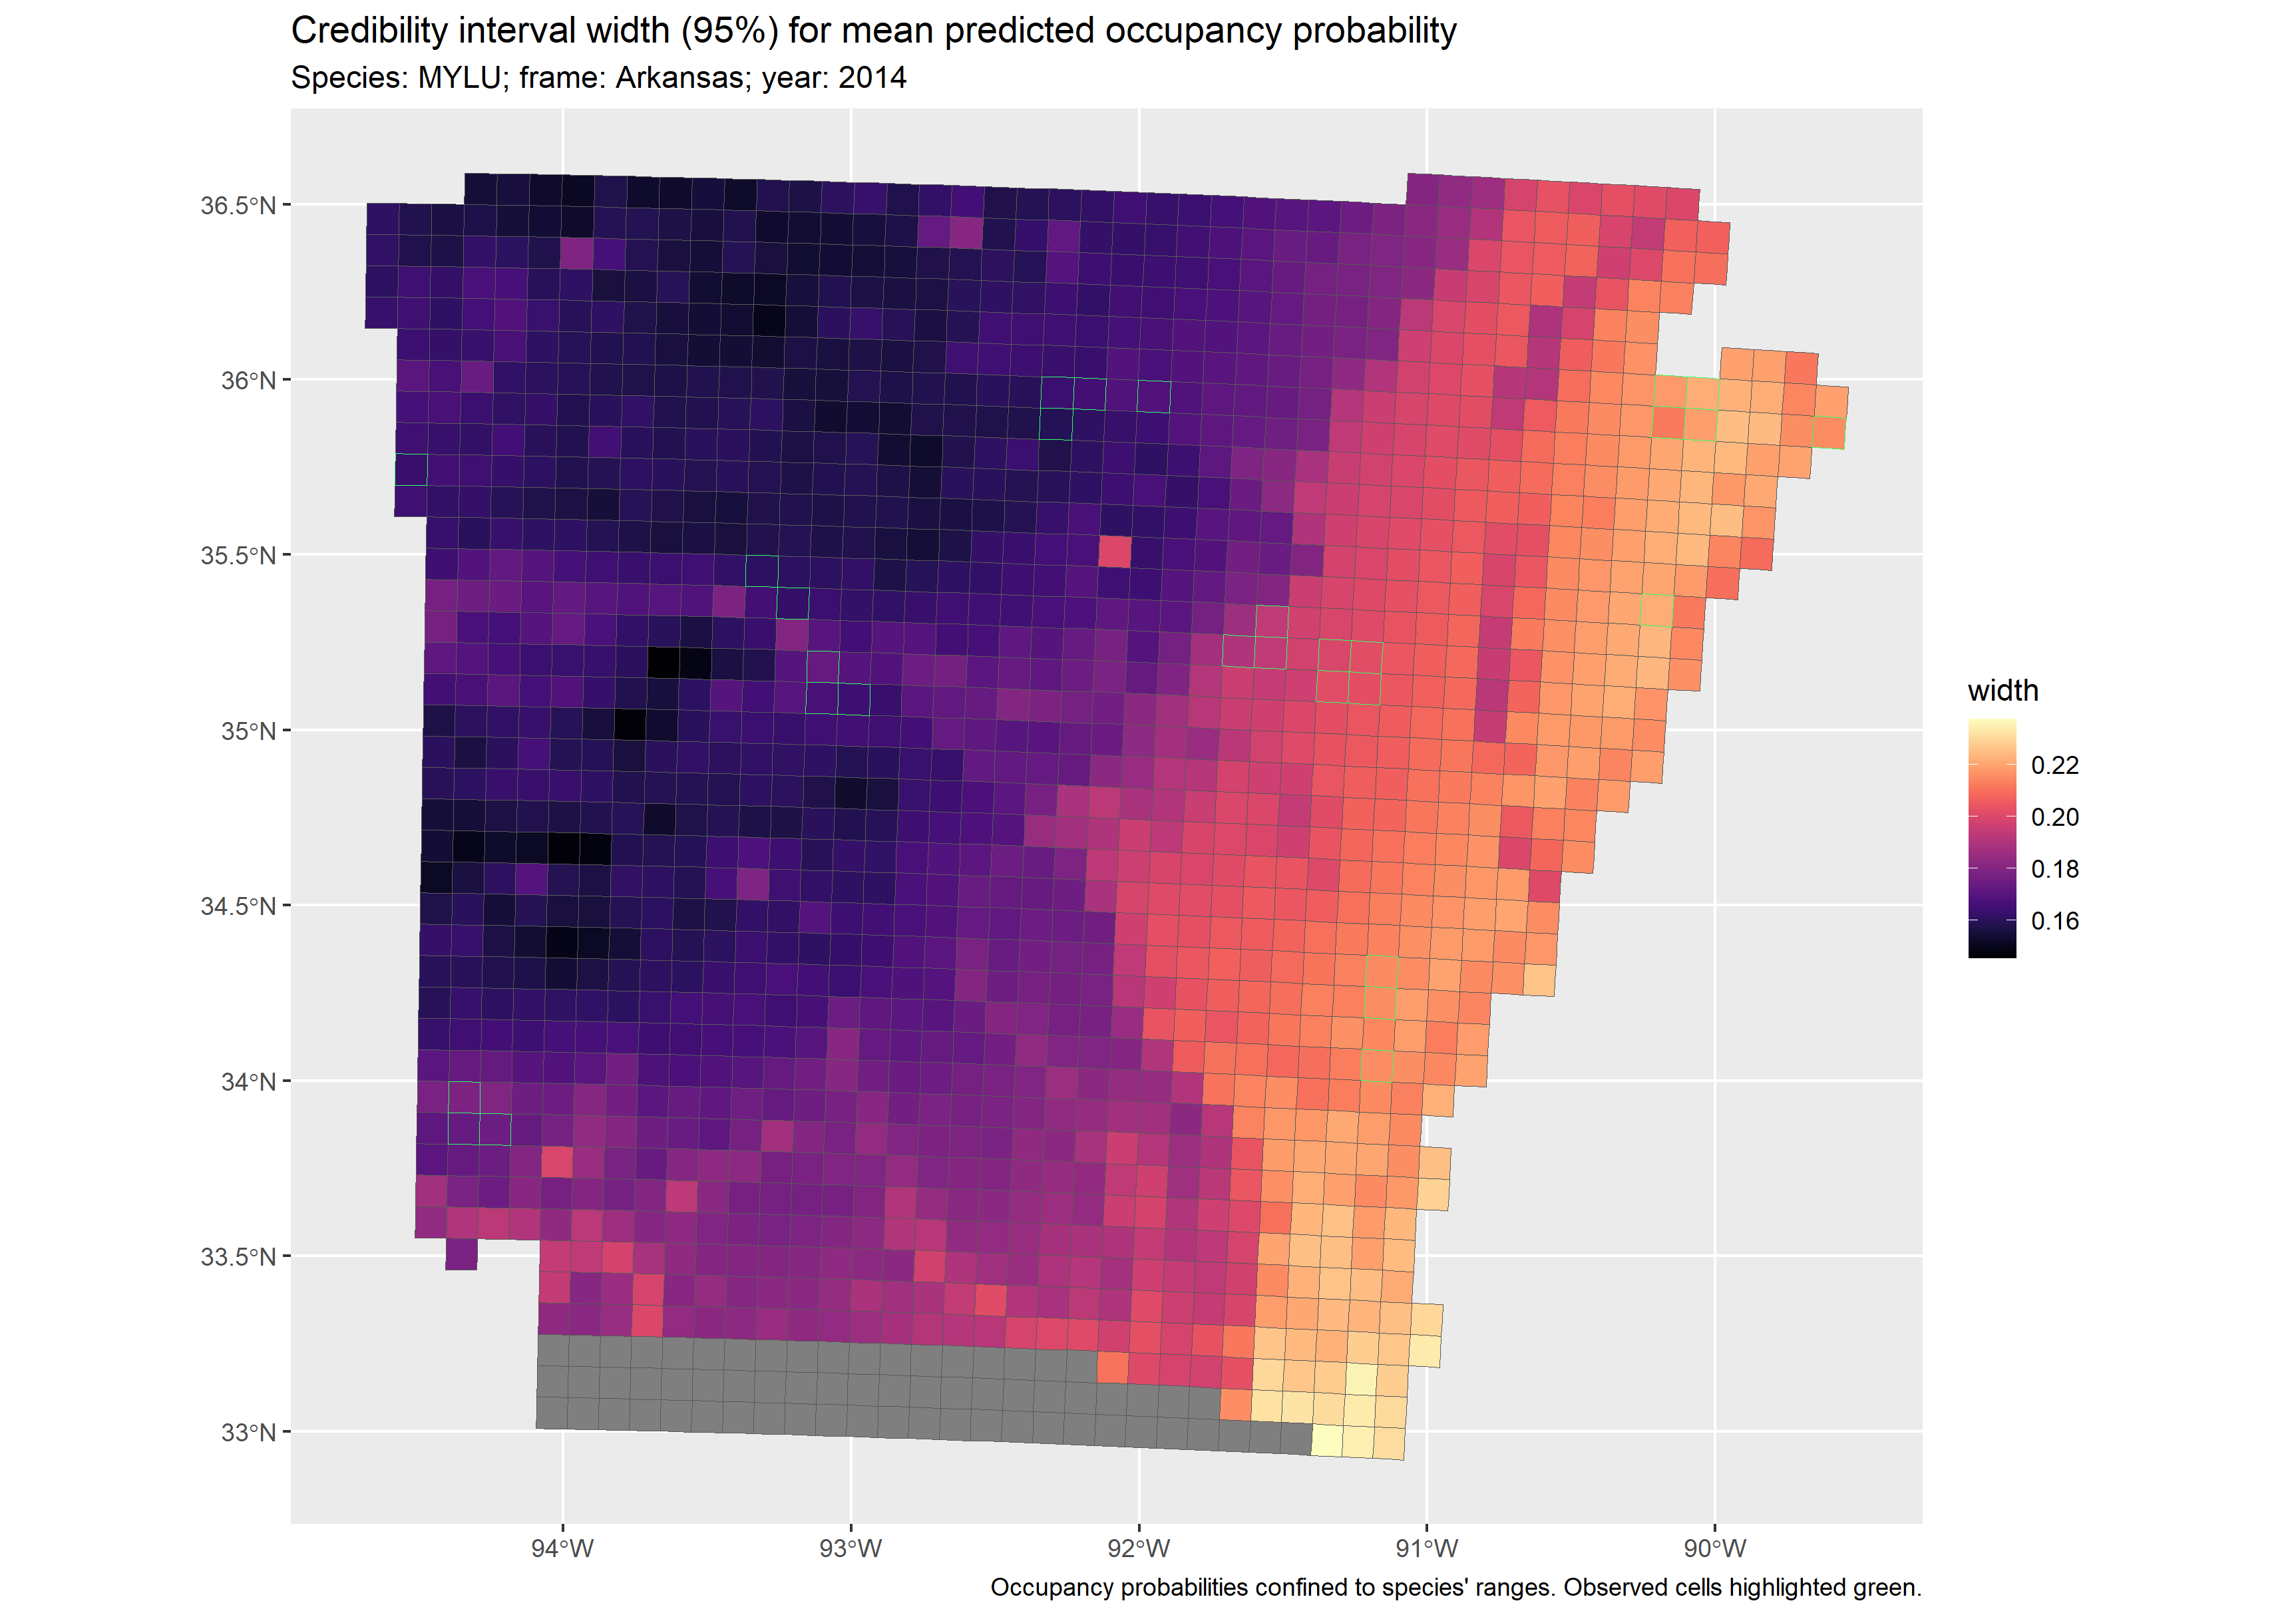 Credibility interval width (95%) for mean predicted occupancy probability
Species: MYLU; frame: Arkansas; year: 2014
36.5°N
36°N
35.5°N
35°N
34.5°N
34°N
33.5°N
33°N
94°W 93°W 92°W 91°W 90°W
width
0.22
0.20
0.18
0.16
Occupancy probabilities confined to species' ranges. Observed cells highlighted green.